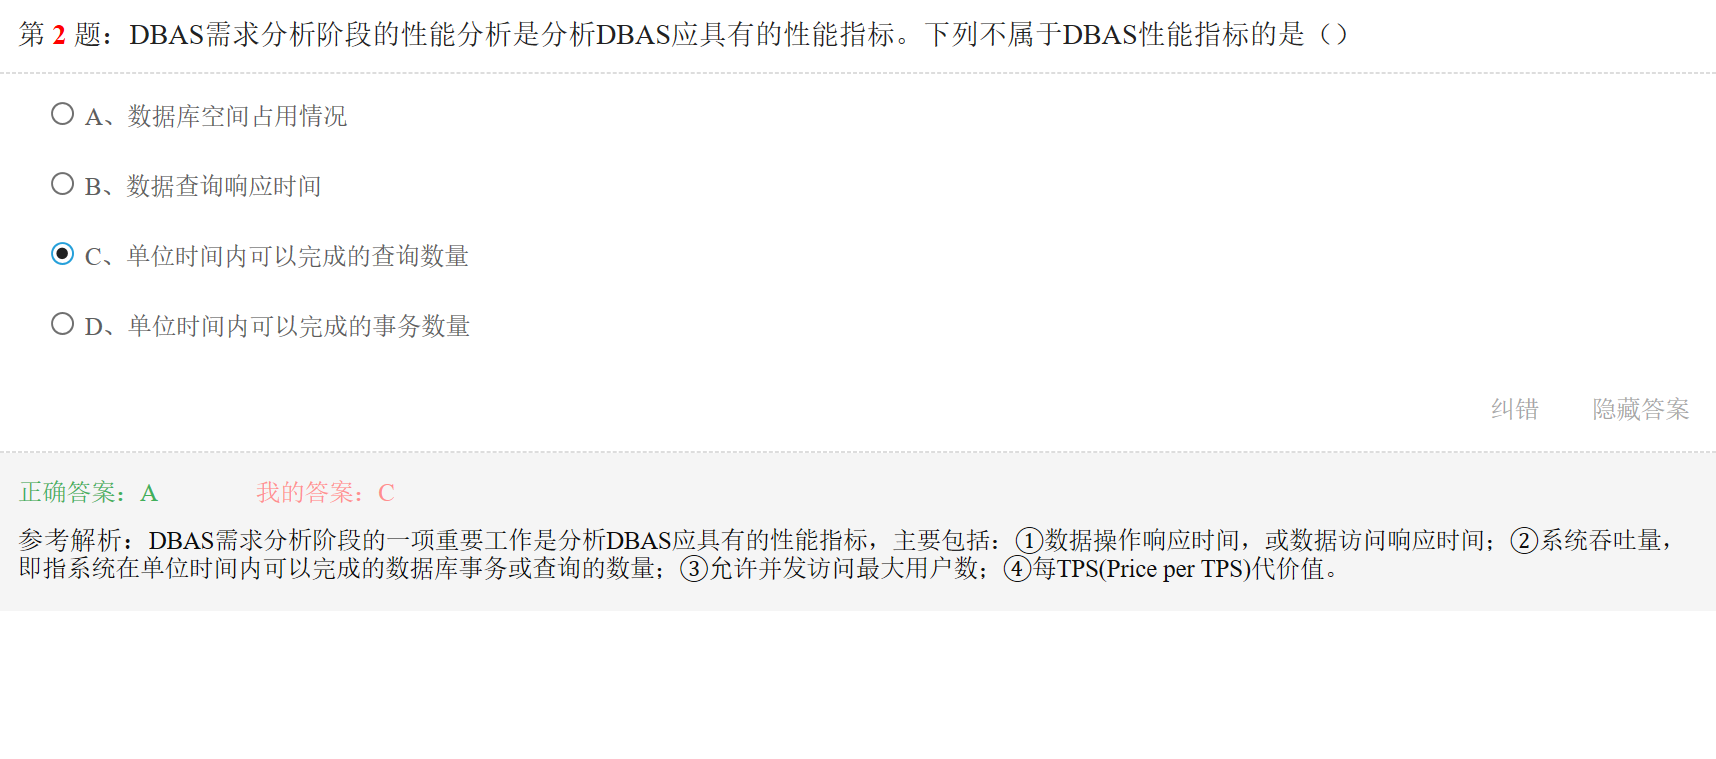 第 2 题：DBAS需求分析阶段的性能分析是分析DBAS应具有的性能指标。下列不属于DBAS性能指标的是（）
A、数据库空间占用情况
B、数据查询响应时间
C、单位时间内可以完成的查询数量
D、单位时间内可以完成的事务数量
纠错 隐藏答案
正确答案：A 我的答案：C
参考解析：DBAS需求分析阶段的一项重要工作是分析DBAS应具有的性能指标，主要包括：①数据操作响应时间，或数据访问响应时间；②系统吞吐量，
即指系统在单位时间内可以完成的数据库事务或查询的数量；③允许并发访问最大用户数；④每TPS(Price per TPS)代价值。